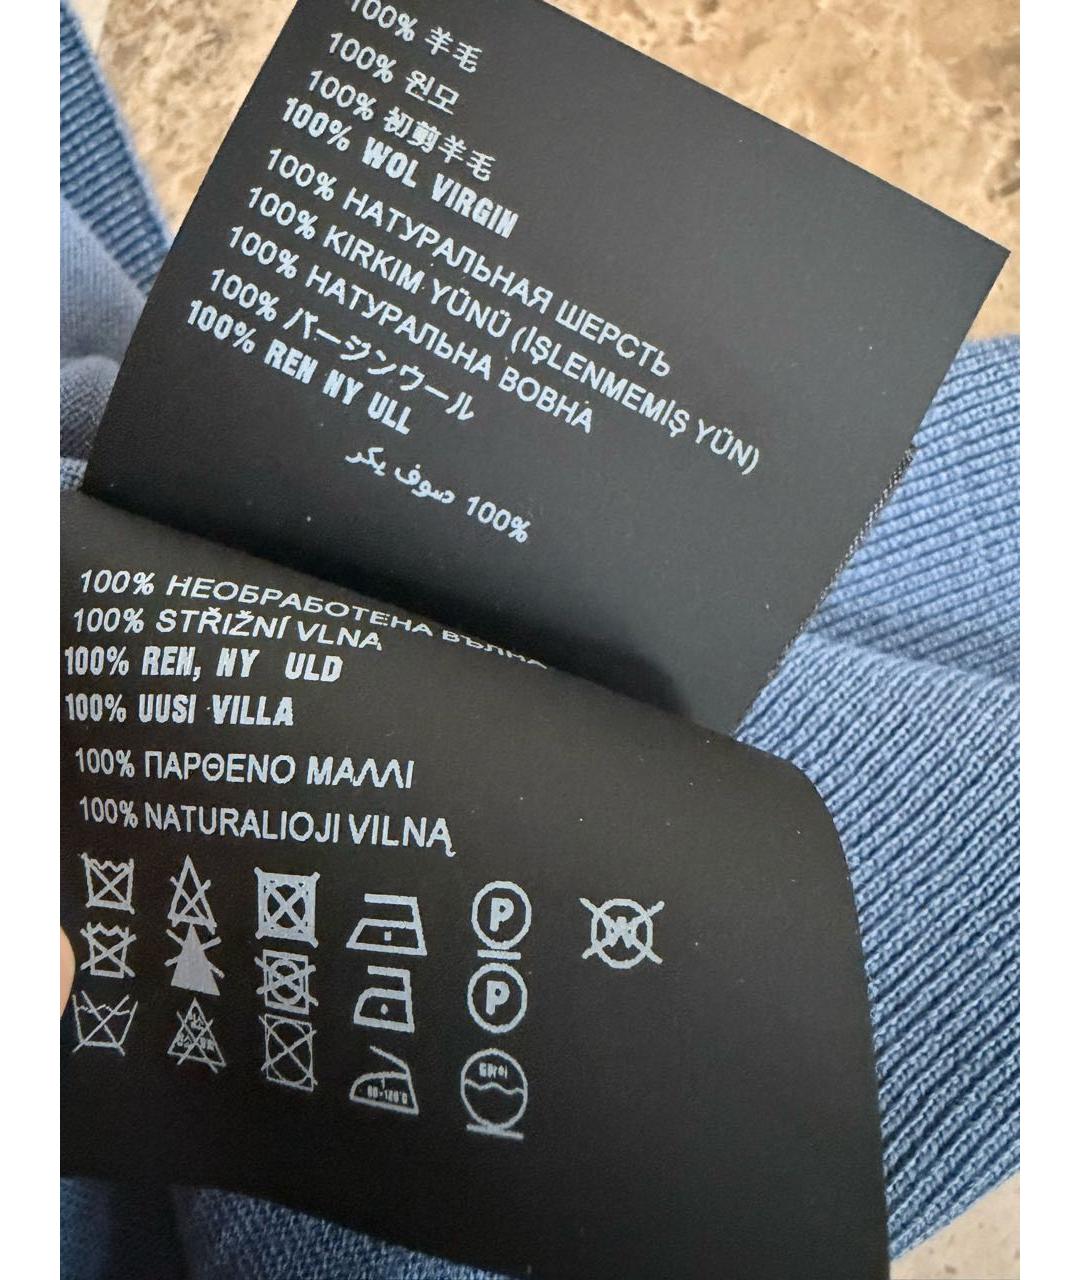 100% 羊毛
100% 원모
100% 初剪羊毛
100% WOL VIRGIN
100% НАТУРАЛЬНАЯ ШЕРСТЬ
100% KIRKIM YÜNÜ (İŞLENMEMİŞ YÜN)
100% НАТУРАЛЬНА ВОВНА
100% バージンウール
100% REN NY ULL
100% صوف يكر
100% НЕОБРАБОТЕНА ВЪЛНА
100% STŘIŽNÍ VLNA
100% REN, NY ULD
100% UUSI VILLA
100% ΠΑΡΘΕΝΟ ΜΑΛΛΙ
100% NATURALIOJI VILNĄ
P W
P